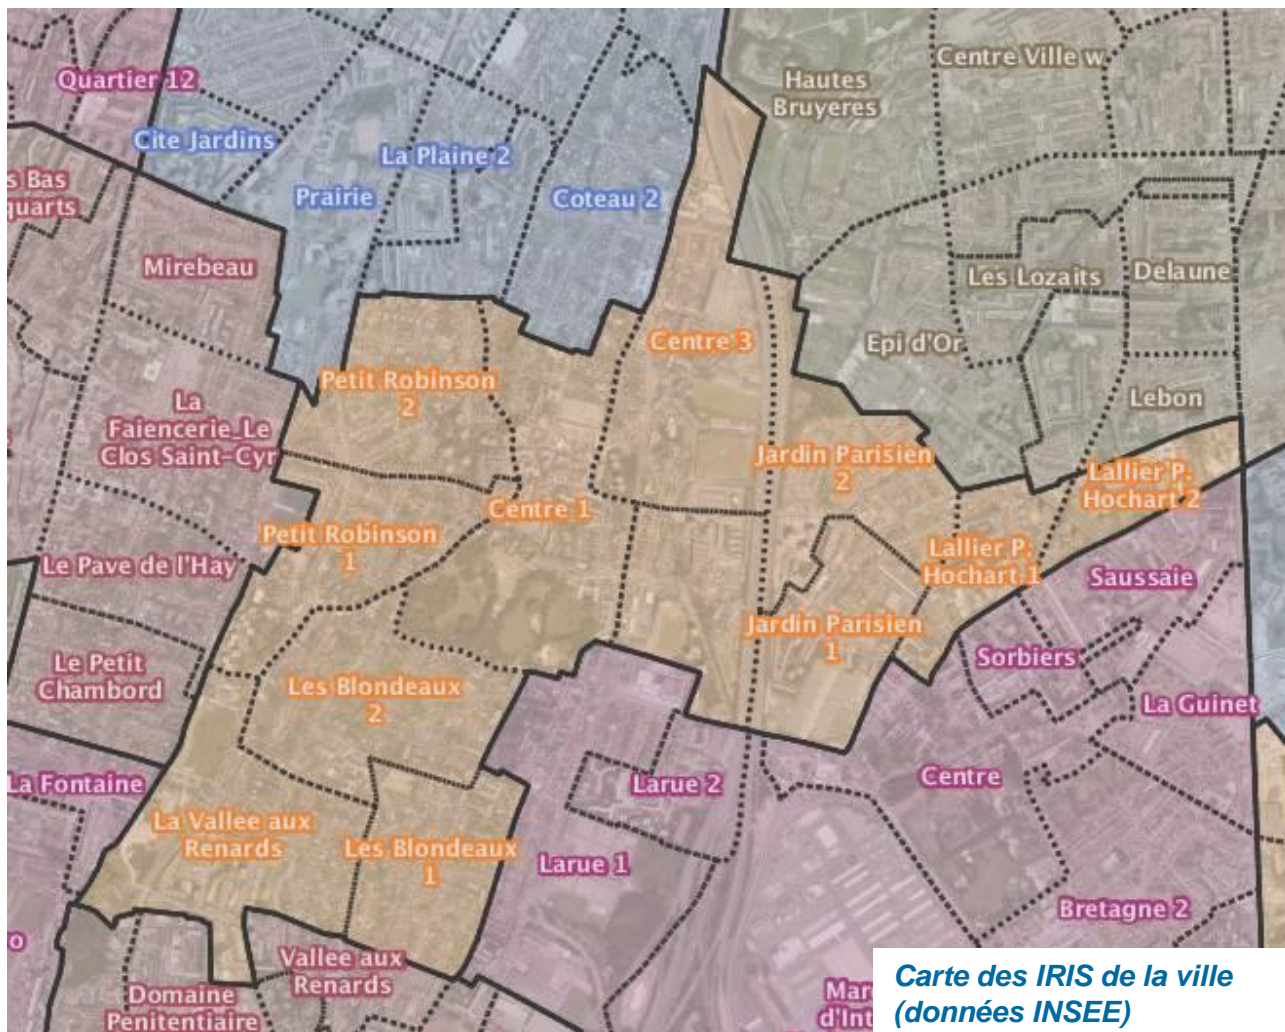 Quartier 12
Centre Ville w
Hautes
Bruyeres
Cite Jardins
La Plaine 2
s Bas
quarts
Prairie
Coteau 2
Mirebeau
Les Lozaits
Delaune
Centre 3
Epi d'Or
Petit Robinson
2
La
Faiencerie_Le
Clos Saint-Cyr
Lebon
Jardin Parisien
2
Lallier P.
Hochart 2
Centre 1
Petit Robinson
1
Lallier P.
Hochart 1
Le Pave de l'Hay
Saussaie
Jardin Parisien
1
Le Petit
Chambord
Sorbiers
Les Blondeaux
2
La Guinet
La Fontaine
Larue 2
Centre
La Vallee aux
Renards
Les Blondeaux
1
Larue 1
Bretagne 2
o
Vallee aux
Renards
Domaine
Penitentiaire
Mar
d'Int
Carte des IRIS de la ville
(données INSEE)